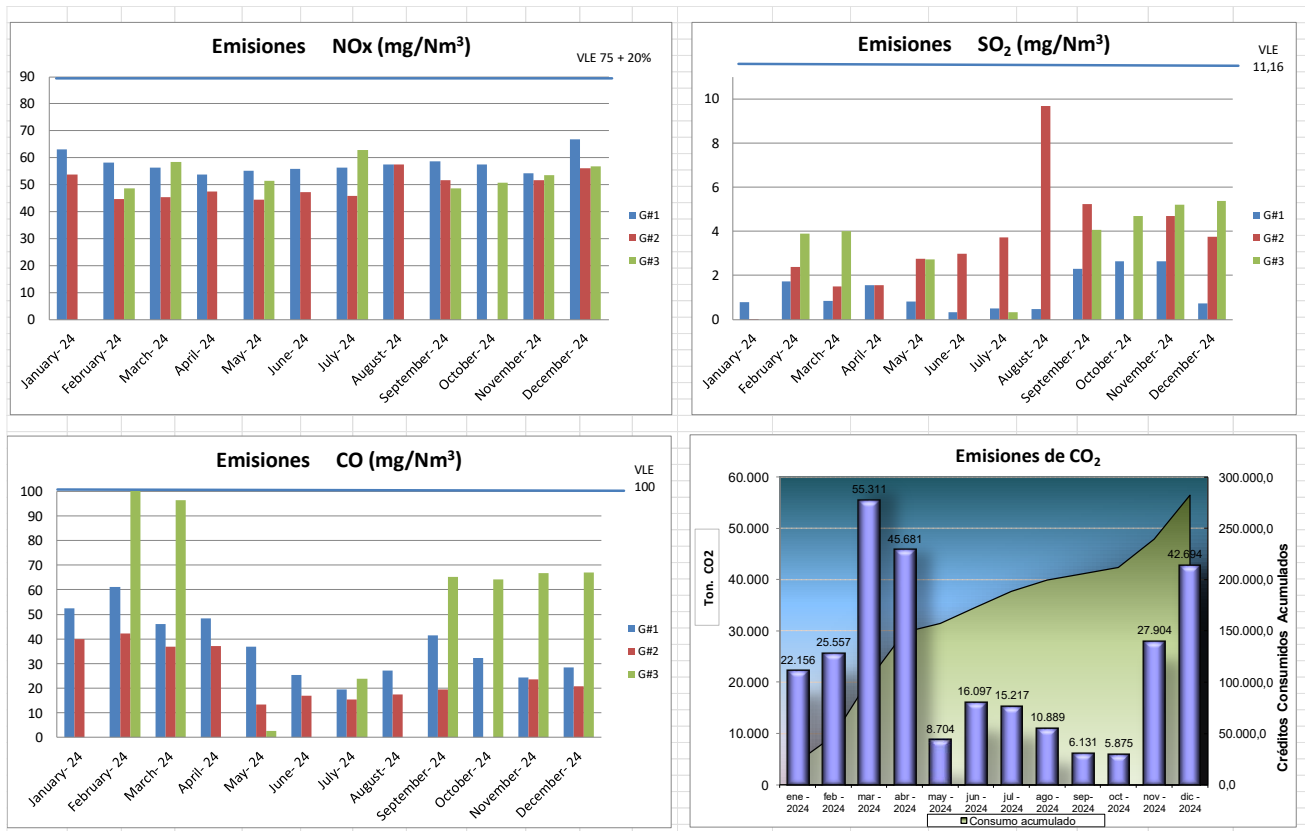 Emisiones NOx (mg/Nm³)
VLE 75 + 20%
90
80
70
60
50
40
30
20
10
0
January- 24
February- 24
March- 24
April- 24
May- 24
June- 24
July- 24
August- 24
September- 24
October- 24
November- 24
December- 24
G#1
G#2
G#3
Emisiones SO₂ (mg/Nm³)
VLE
11,16
10
8
6
4
2
0
January- 24
February- 24
March- 24
April- 24
May- 24
June- 24
July- 24
August- 24
September- 24
October- 24
November- 24
December- 24
G#1
G#2
G#3
Emisiones CO (mg/Nm³)
VLE
100
100
90
80
70
60
50
40
30
20
10
0
January- 24
February- 24
March- 24
April- 24
May- 24
June- 24
July- 24
August- 24
September- 24
October- 24
November- 24
December- 24
G#1
G#2
G#3
Emisiones de CO₂
Ton. CO2
60.000
50.000
40.000
30.000
20.000
10.000
0
22.156
25.557
55.311
45.681
8.704
16.097
15.217
10.889
6.131
5.875
27.904
42.694
300.000,0
250.000,0
200.000,0
150.000,0
100.000,0
50.000,0
0,0
Créditos Consumidos Acumulados
ene - 2024
feb - 2024
mar - 2024
abr - 2024
may - 2024
jun - 2024
jul - 2024
ago - 2024
sep- 2024
oct - 2024
nov - 2024
dic - 2024
Consumo acumulado